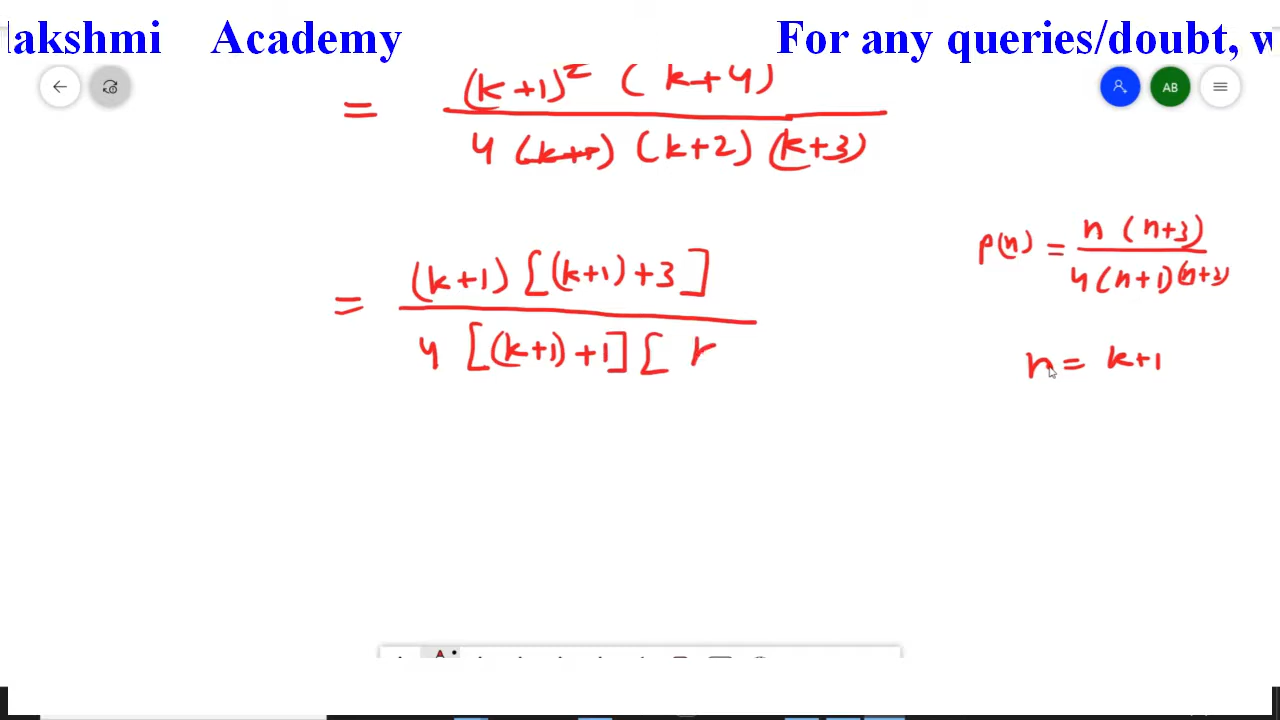 lakshmi Academy For any queries/doubt, w
AB
= (k+1)² (k+4) / 4 (k+1) (k+2) (k+3)
P(n) = n (n+3) / 4 (n+1) (n+2)
= (k+1) [(k+1) +3] / 4 [(k+1) +1] [
n = k+1